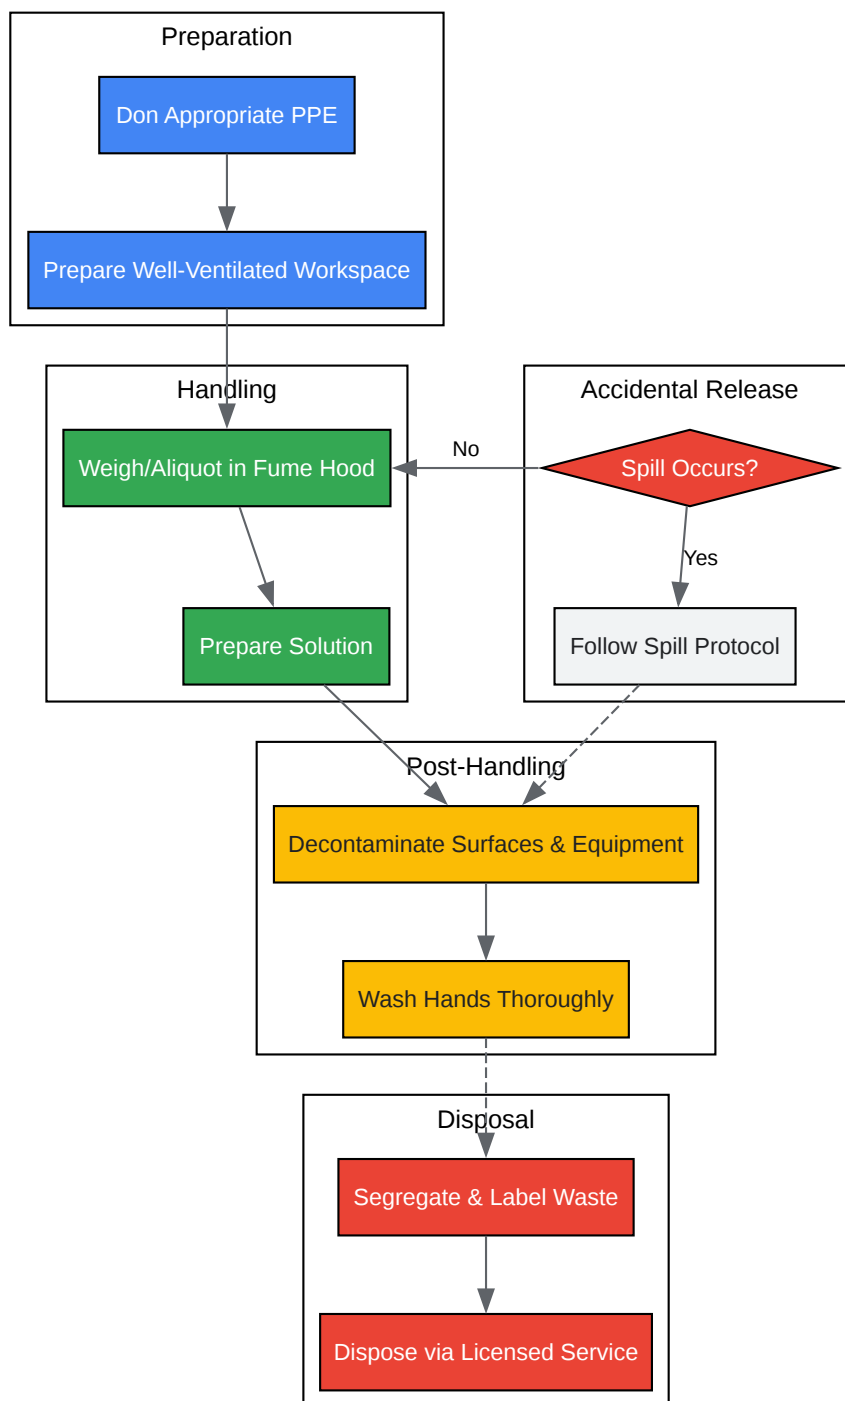 Preparation
Don Appropriate PPE
Prepare Well-Ventilated Workspace
Handling
Weigh/Aliquot in Fume Hood
Prepare Solution
Accidental Release
Spill Occurs?
No
Yes
Follow Spill Protocol
Post-Handling
Decontaminate Surfaces & Equipment
Wash Hands Thoroughly
Disposal
Segregate & Label Waste
Dispose via Licensed Service